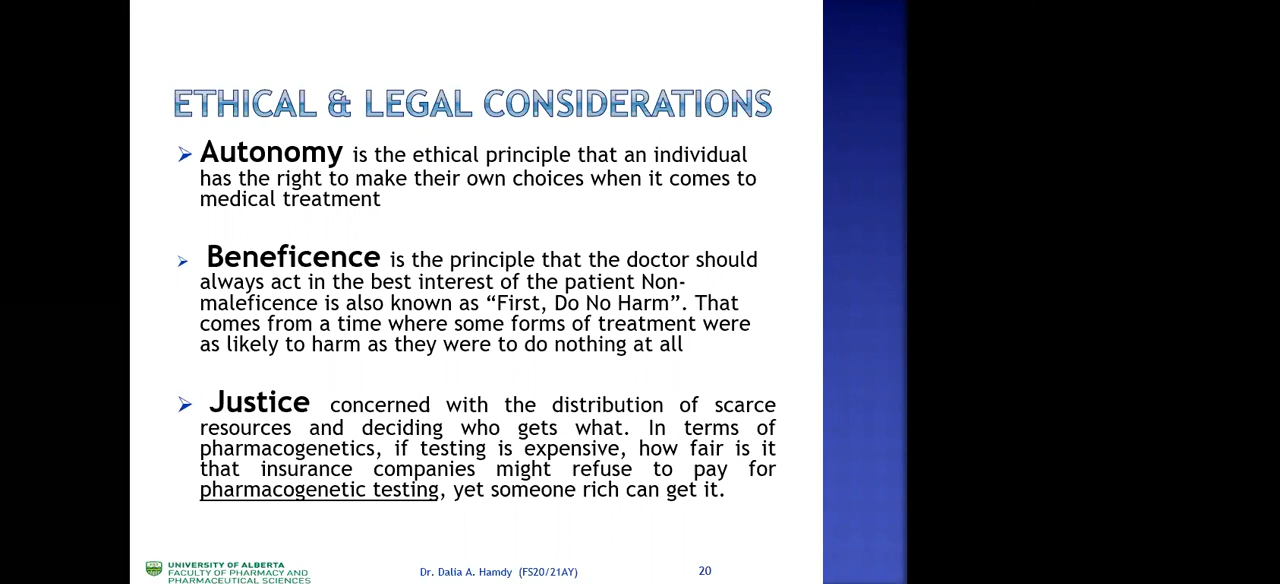 ETHICAL & LEGAL CONSIDERATIONS
➢ Autonomy is the ethical principle that an individual
has the right to make their own choices when it comes to
medical treatment
➢ Beneficence is the principle that the doctor should
always act in the best interest of the patient Non-
maleficence is also known as “First, Do No Harm”. That
comes from a time where some forms of treatment were
as likely to harm as they were to do nothing at all
➢ Justice concerned with the distribution of scarce
resources and deciding who gets what. In terms of
pharmacogenetics, if testing is expensive, how fair is it
that insurance companies might refuse to pay for
pharmacogenetic testing, yet someone rich can get it.
UNIVERSITY OF ALBERTA
FACULTY OF PHARMACY AND
PHARMACEUTICAL SCIENCES
Dr. Dalia A. Hamdy (FS20/21AY)
20